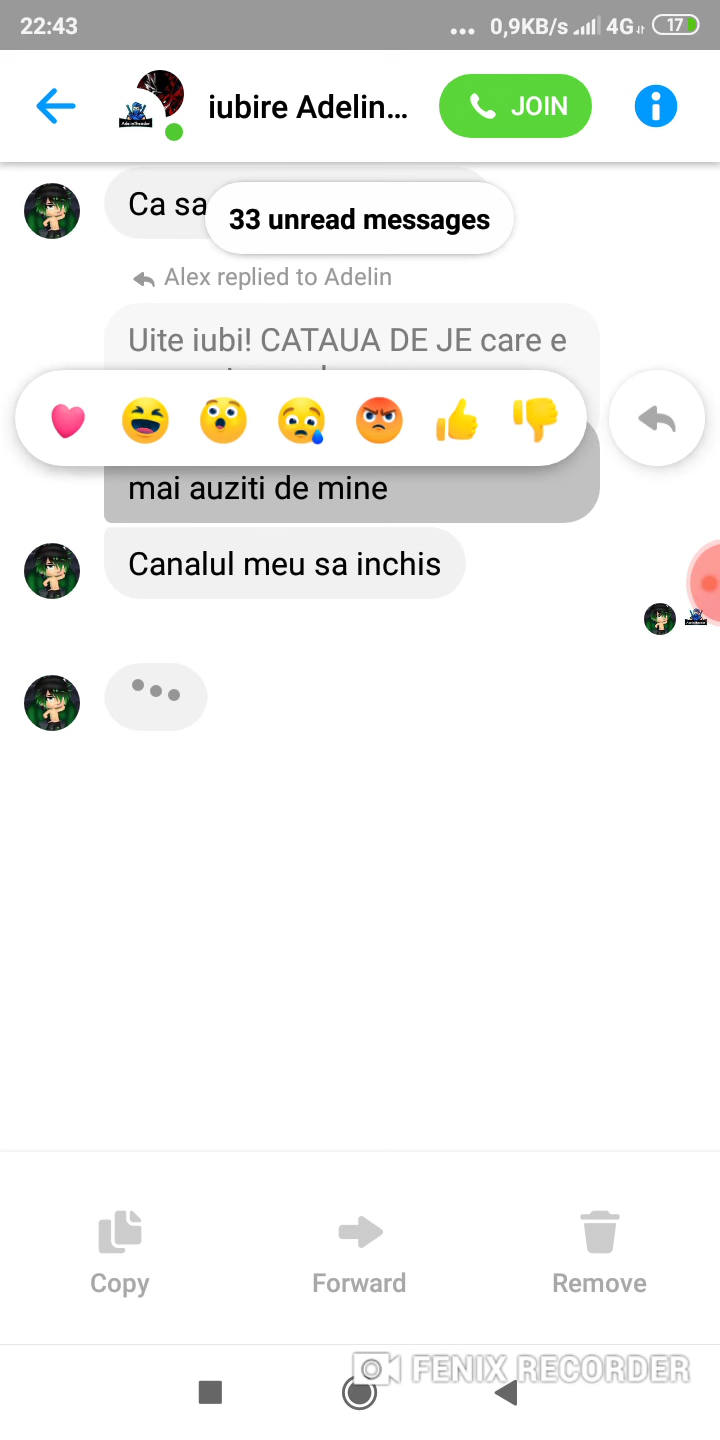 22:43
0,9KB/s 4G 17
iubire Adelin...
JOIN
Ca sa
33 unread messages
Alex replied to Adelin
Uite iubi! CATAUA DE JE care e
mai auziti de mine
Canalul meu sa inchis
Copy Forward Remove
FENIX RECORDER